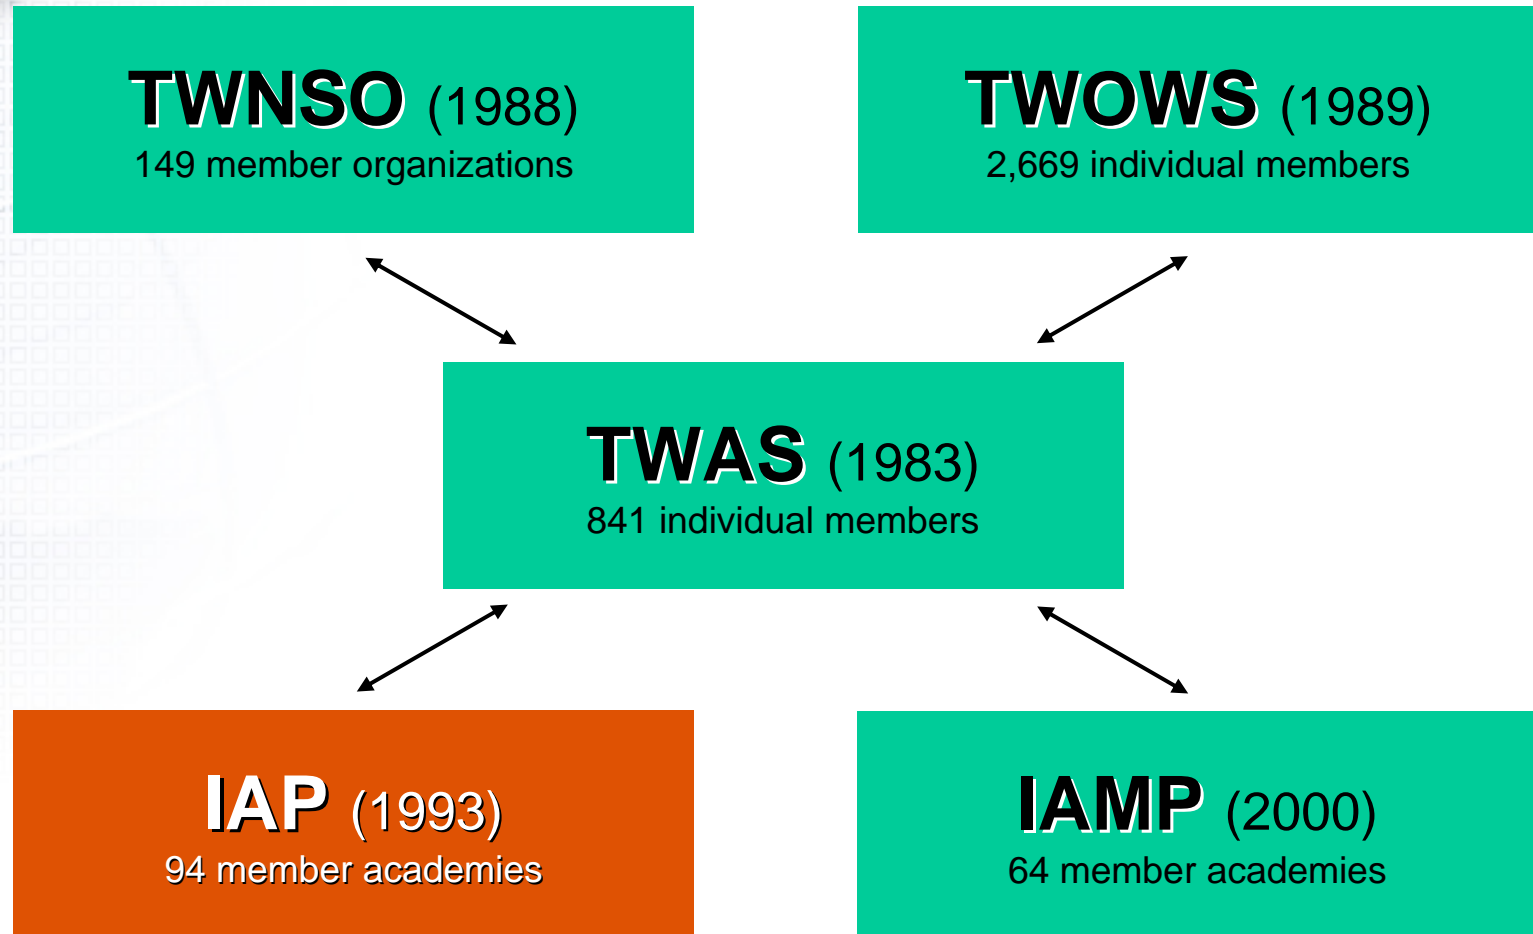 TWNSO (1988)
149 member organizations
TWOWS (1989)
2,669 individual members
TWAS (1983)
841 individual members
IAP (1993)
94 member academies
IAMP (2000)
64 member academies